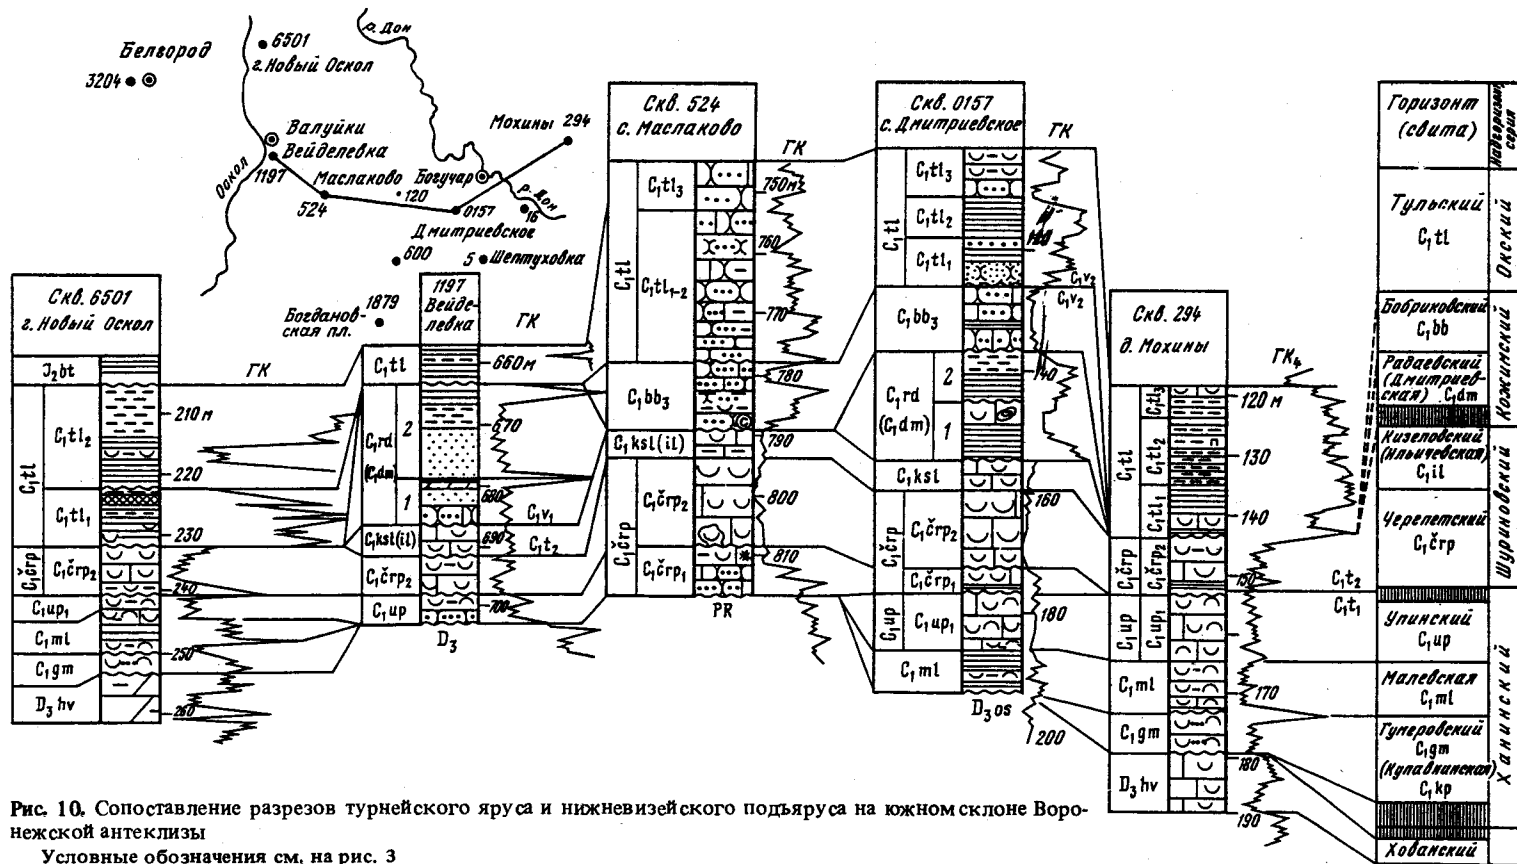 р. Дон
Белгород
6501
г. Новый Оскол
3204
Валуйки
Вейделевка
Оскол
1197
Маслаково
524
120
Богучар
Мохины 294
р. Дон
16
0157
Дмитриевское
600
5 Шептуховка
Богдановская пл.
1879
Скв. 6501
г. Новый Оскол
ГК
J₂bt
C₁tl
C₁tl₂
C₁tl₁
C₁črp
C₁črp₂
C₁up₁
C₁ml
C₁gm
D₃hv
210 м
220
230
240
250
260
1197
Вейде-
левка
ГК
C₁tl
C₁rd
(C₁dm)
2
1
C₁ksl(il)
C₁črp₂
C₁up
D₃
660м
670
680
690
700
C₁v₁
C₁t₂
Скв. 524
с. Маслаково
ГК
C₁tl
C₁tl₃
C₁tl₁₋₂
C₁bb₃
C₁ksl(il)
C₁črp
C₁črp₂
C₁črp₁
PR
750м
760
770
780
790
800
810
Скв. 0157
с. Дмитриевское
ГК
C₁tl
C₁tl₃
C₁tl₂
C₁tl₁
C₁bb₃
C₁rd
(C₁dm)
2
1
C₁ksl
C₁črp
C₁črp₂
C₁črp₁
C₁up
C₁up₁
C₁ml
D₃os
140
160
180
200
C₁v₂
C₁v₂
Скв. 294
д. Мохины
ГК₄
C₁tl
C₁tl₃
C₁tl₂
C₁tl₁
C₁črp
C₁črp₂
C₁up
C₁up₁
C₁ml
C₁gm
D₃hv
120 м
130
140
150
170
180
190
C₁t₂
C₁t₁
Горизонт
(свита)
Надгоризонт,
серия
Тульский
C₁tl
Окский
Бобриковский
C₁bb
Радаевский
(Дмитриев-
ская) C₁dm
Кожимский
Кизеловский
(Ильичевская)
C₁il
Черепетский
C₁črp
Шуриновский
Упинский
C₁up
Малевская
C₁ml
Гумеровский
C₁gm
(Купавнинская)
C₁kp
Ханинский
Хованский
Рис. 10. Сопоставление разрезов турнейского яруса и нижневизейского подъяруса на южном склоне Воро-
нежской антеклизы
Условные обозначения см, на рис. 3